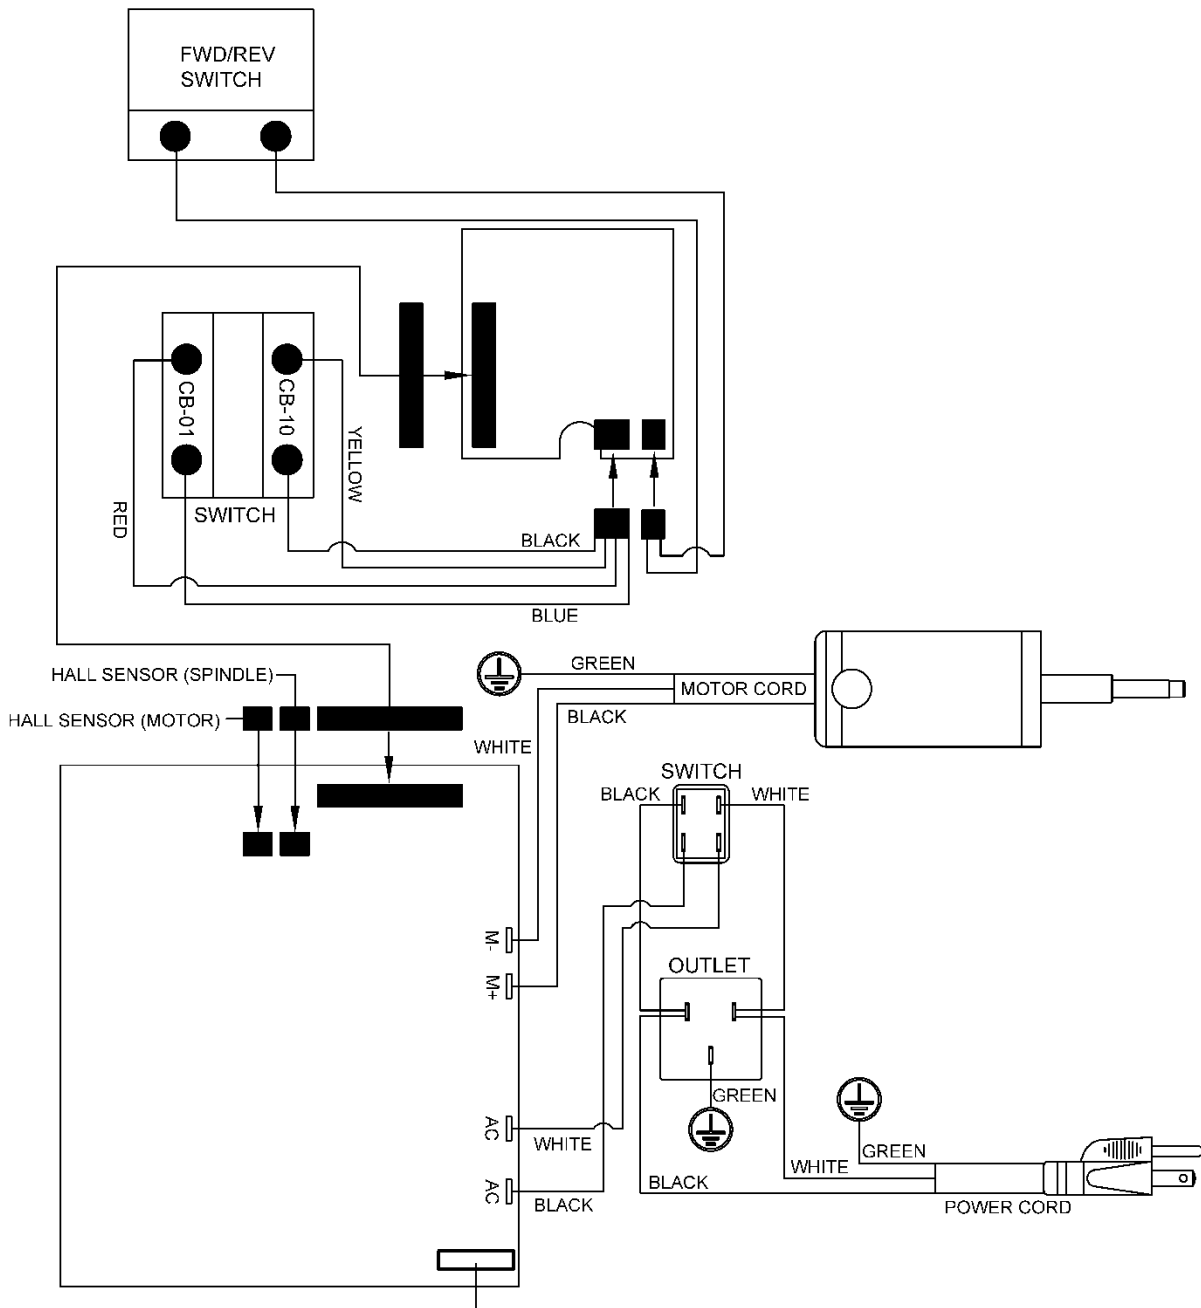 FWD/REV
SWITCH
CB-01
CB-10
YELLOW
RED
SWITCH
BLACK
BLUE
HALL SENSOR (SPINDLE)
GREEN
MOTOR CORD
HALL SENSOR (MOTOR)
BLACK
WHITE
SWITCH
BLACK
WHITE
M-
OUTLET
M+
GREEN
AC
WHITE
GREEN
WHITE
BLACK
AC
BLACK
POWER CORD